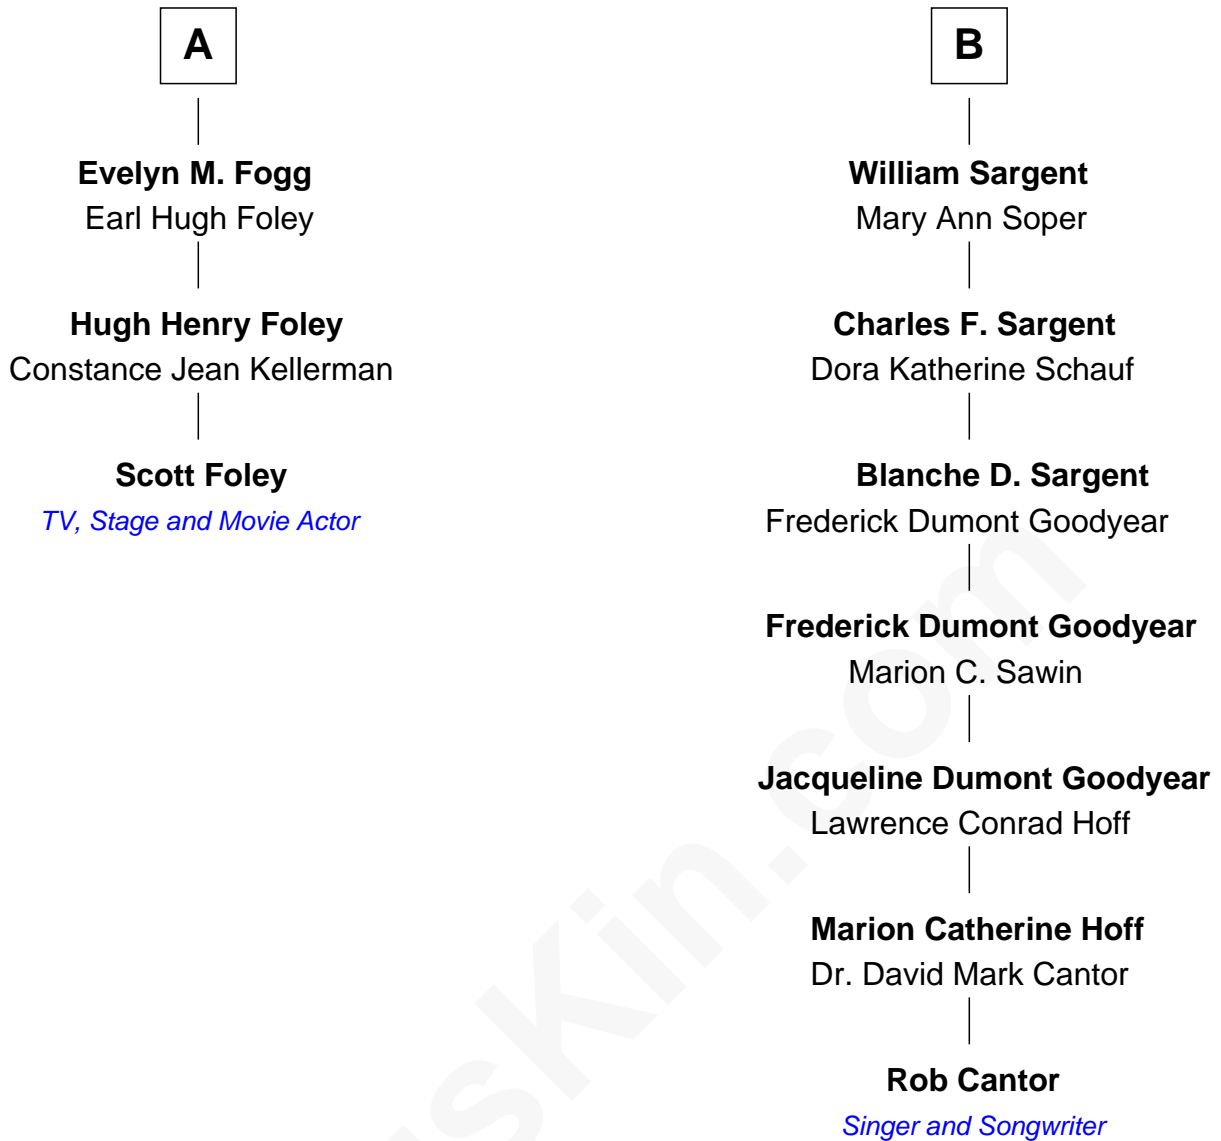 A
Evelyn M. Fogg
Earl Hugh Foley
Hugh Henry Foley
Constance Jean Kellerman
Scott Foley
TV, Stage and Movie Actor
B
William Sargent
Mary Ann Soper
Charles F. Sargent
Dora Katherine Schauf
Blanche D. Sargent
Frederick Dumont Goodyear
Frederick Dumont Goodyear
Marion C. Sawin
Jacqueline Dumont Goodyear
Lawrence Conrad Hoff
Marion Catherine Hoff
Dr. David Mark Cantor
Rob Cantor
Singer and Songwriter